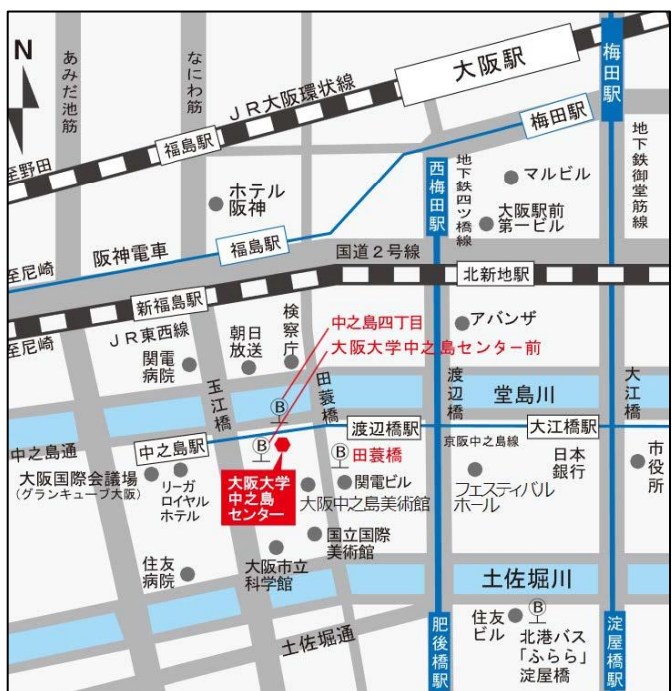 N
あみだ池筋
なにわ筋
JR大阪環状線
大阪駅
梅田駅
福島駅
至野田
梅田駅
ホテル
阪神
西梅田駅
地下鉄四ツ橋線
マルビル
大阪駅前
第一ビル
地下鉄御堂筋線
阪神電車
福島駅
国道2号線
至尼崎
北新地駅
新福島駅
至尼崎
JR東西線
関電
病院
朝日
放送
検察庁
中之島四丁目
大阪大学中之島センター前
アバンザ
玉江橋
田蓑橋
渡辺橋
堂島川
大江橋
B
中之島通
中之島駅
渡辺橋駅
大江橋駅
京阪中之島線
B
B
田蓑橋
日本
銀行
市役所
大阪国際会議場
(グランキューブ大阪)
リーガ
ロイヤル
ホテル
大阪大学
中之島
センター
関電ビル
大阪中之島美術館
フェスティバル
ホール
国立国際
美術館
大阪市立
科学館
住友
病院
土佐堀川
土佐堀通
肥後橋駅
住友
ビル
B
北港バス
「ふらら」
淀屋橋
淀屋橋駅